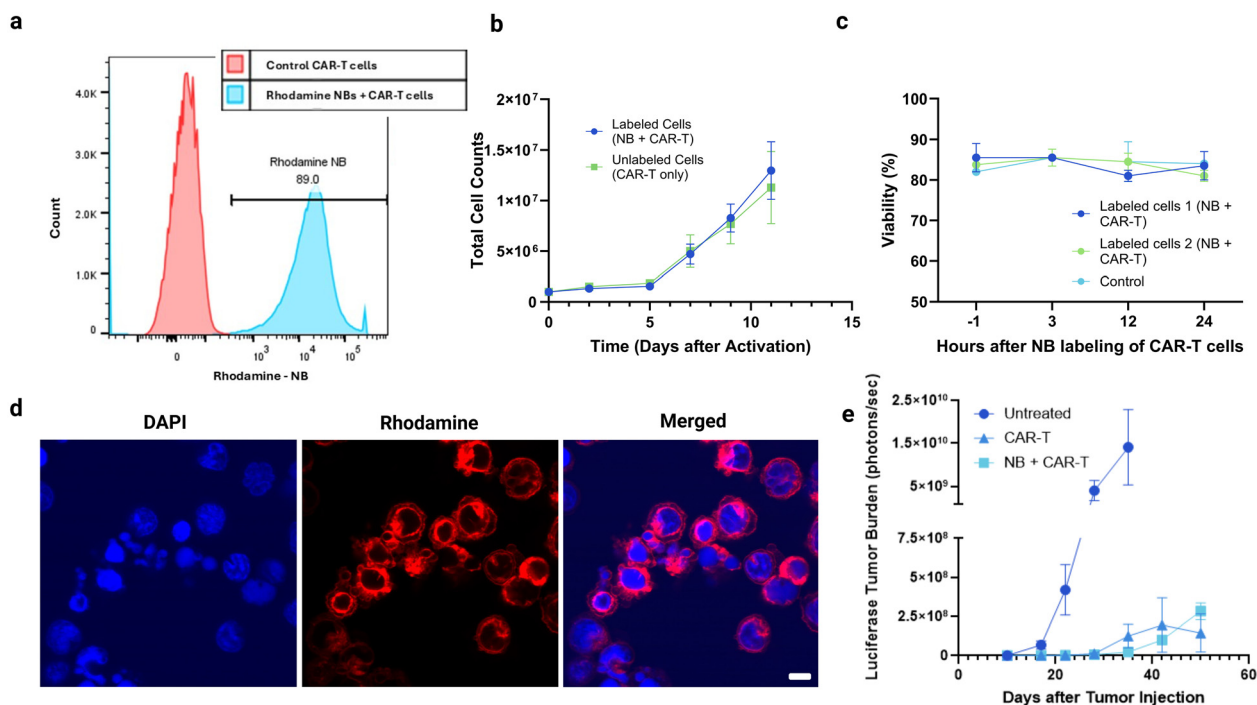 a
Control CAR-T cells
Rhodamine NBs + CAR-T cells
4.0K
3.0K
2.0K
1.0K
0
Count
Rhodamine NB
89.0
0
10³
10⁴
10⁵
Rhodamine - NB
b
2×10⁷
1.5×10⁷
1×10⁷
5×10⁶
0
Total Cell Counts
Labeled Cells
(NB + CAR-T)
Unlabeled Cells
(CAR-T only)
0
5
10
15
Time (Days after Activation)
c
100
90
80
70
60
50
Viability (%)
Labeled cells 1 (NB +
CAR-T)
Labeled cells 2 (NB +
CAR-T)
Control
-1
3
12
24
Hours after NB labeling of CAR-T cells
d
DAPI
Rhodamine
Merged
e
2.5×10¹⁰
1.5×10¹⁰
5×10⁹
7.5×10⁸
5×10⁸
2.5×10⁸
0
Luciferase Tumor Burden (photons/sec)
Untreated
CAR-T
NB + CAR-T
0
20
40
60
Days after Tumor Injection